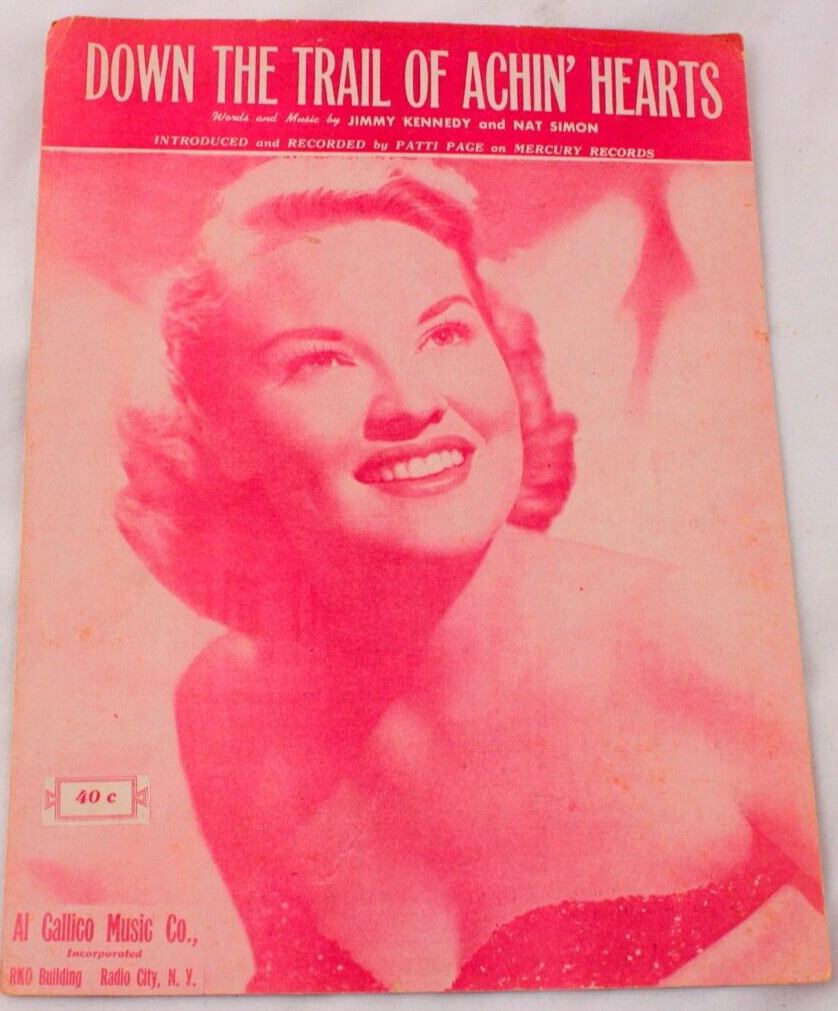 DOWN THE TRAIL OF ACHIN' HEARTS
Words and Music by JIMMY KENNEDY and NAT SIMON
INTRODUCED and RECORDED by PATTI PAGE on MERCURY RECORDS
40 c
Al Gallico Music Co.,
Incorporated
RKO Building Radio City, N. Y.